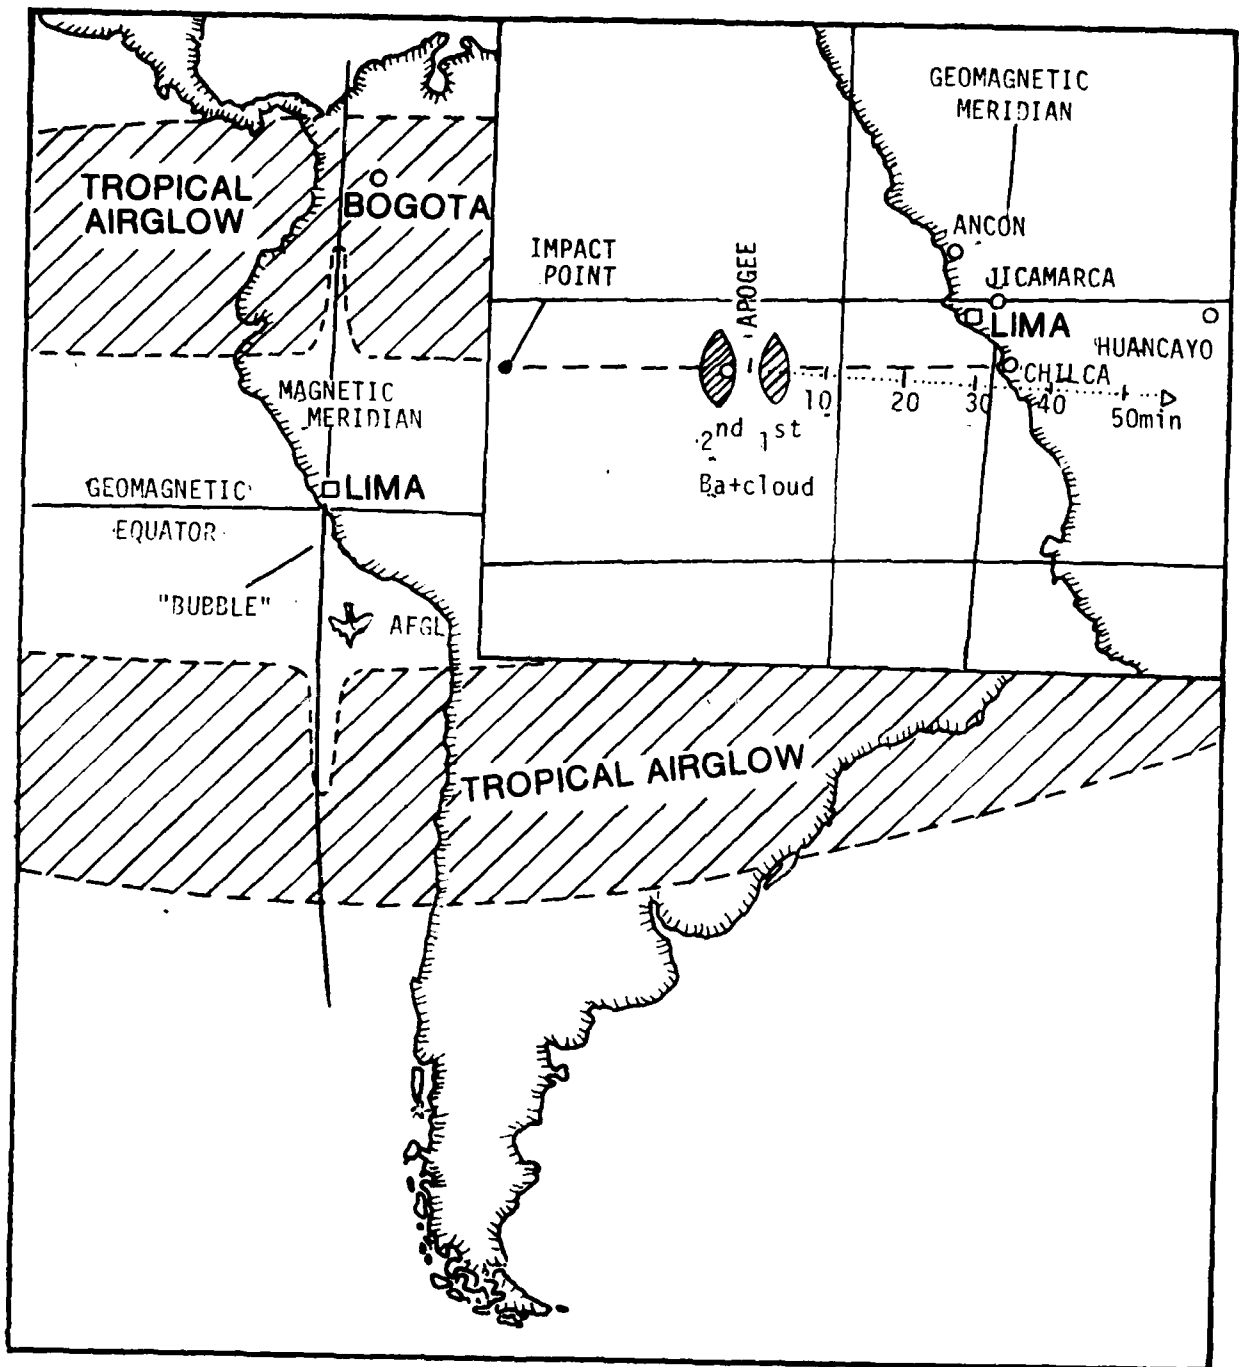 TROPICAL
AIRGLOW
BOGOTA
MAGNETIC
MERIDIAN
GEOMAGNETIC
EQUATOR
LIMA
"BUBBLE"
AFGL
TROPICAL AIRGLOW
GEOMAGNETIC
MERIDIAN
ANCON
IMPACT
POINT
APOGEE
JICAMARCA
LIMA
HUANCAYO
CHILCA
10 20 30 40 50min
2nd 1st
Ba+cloud